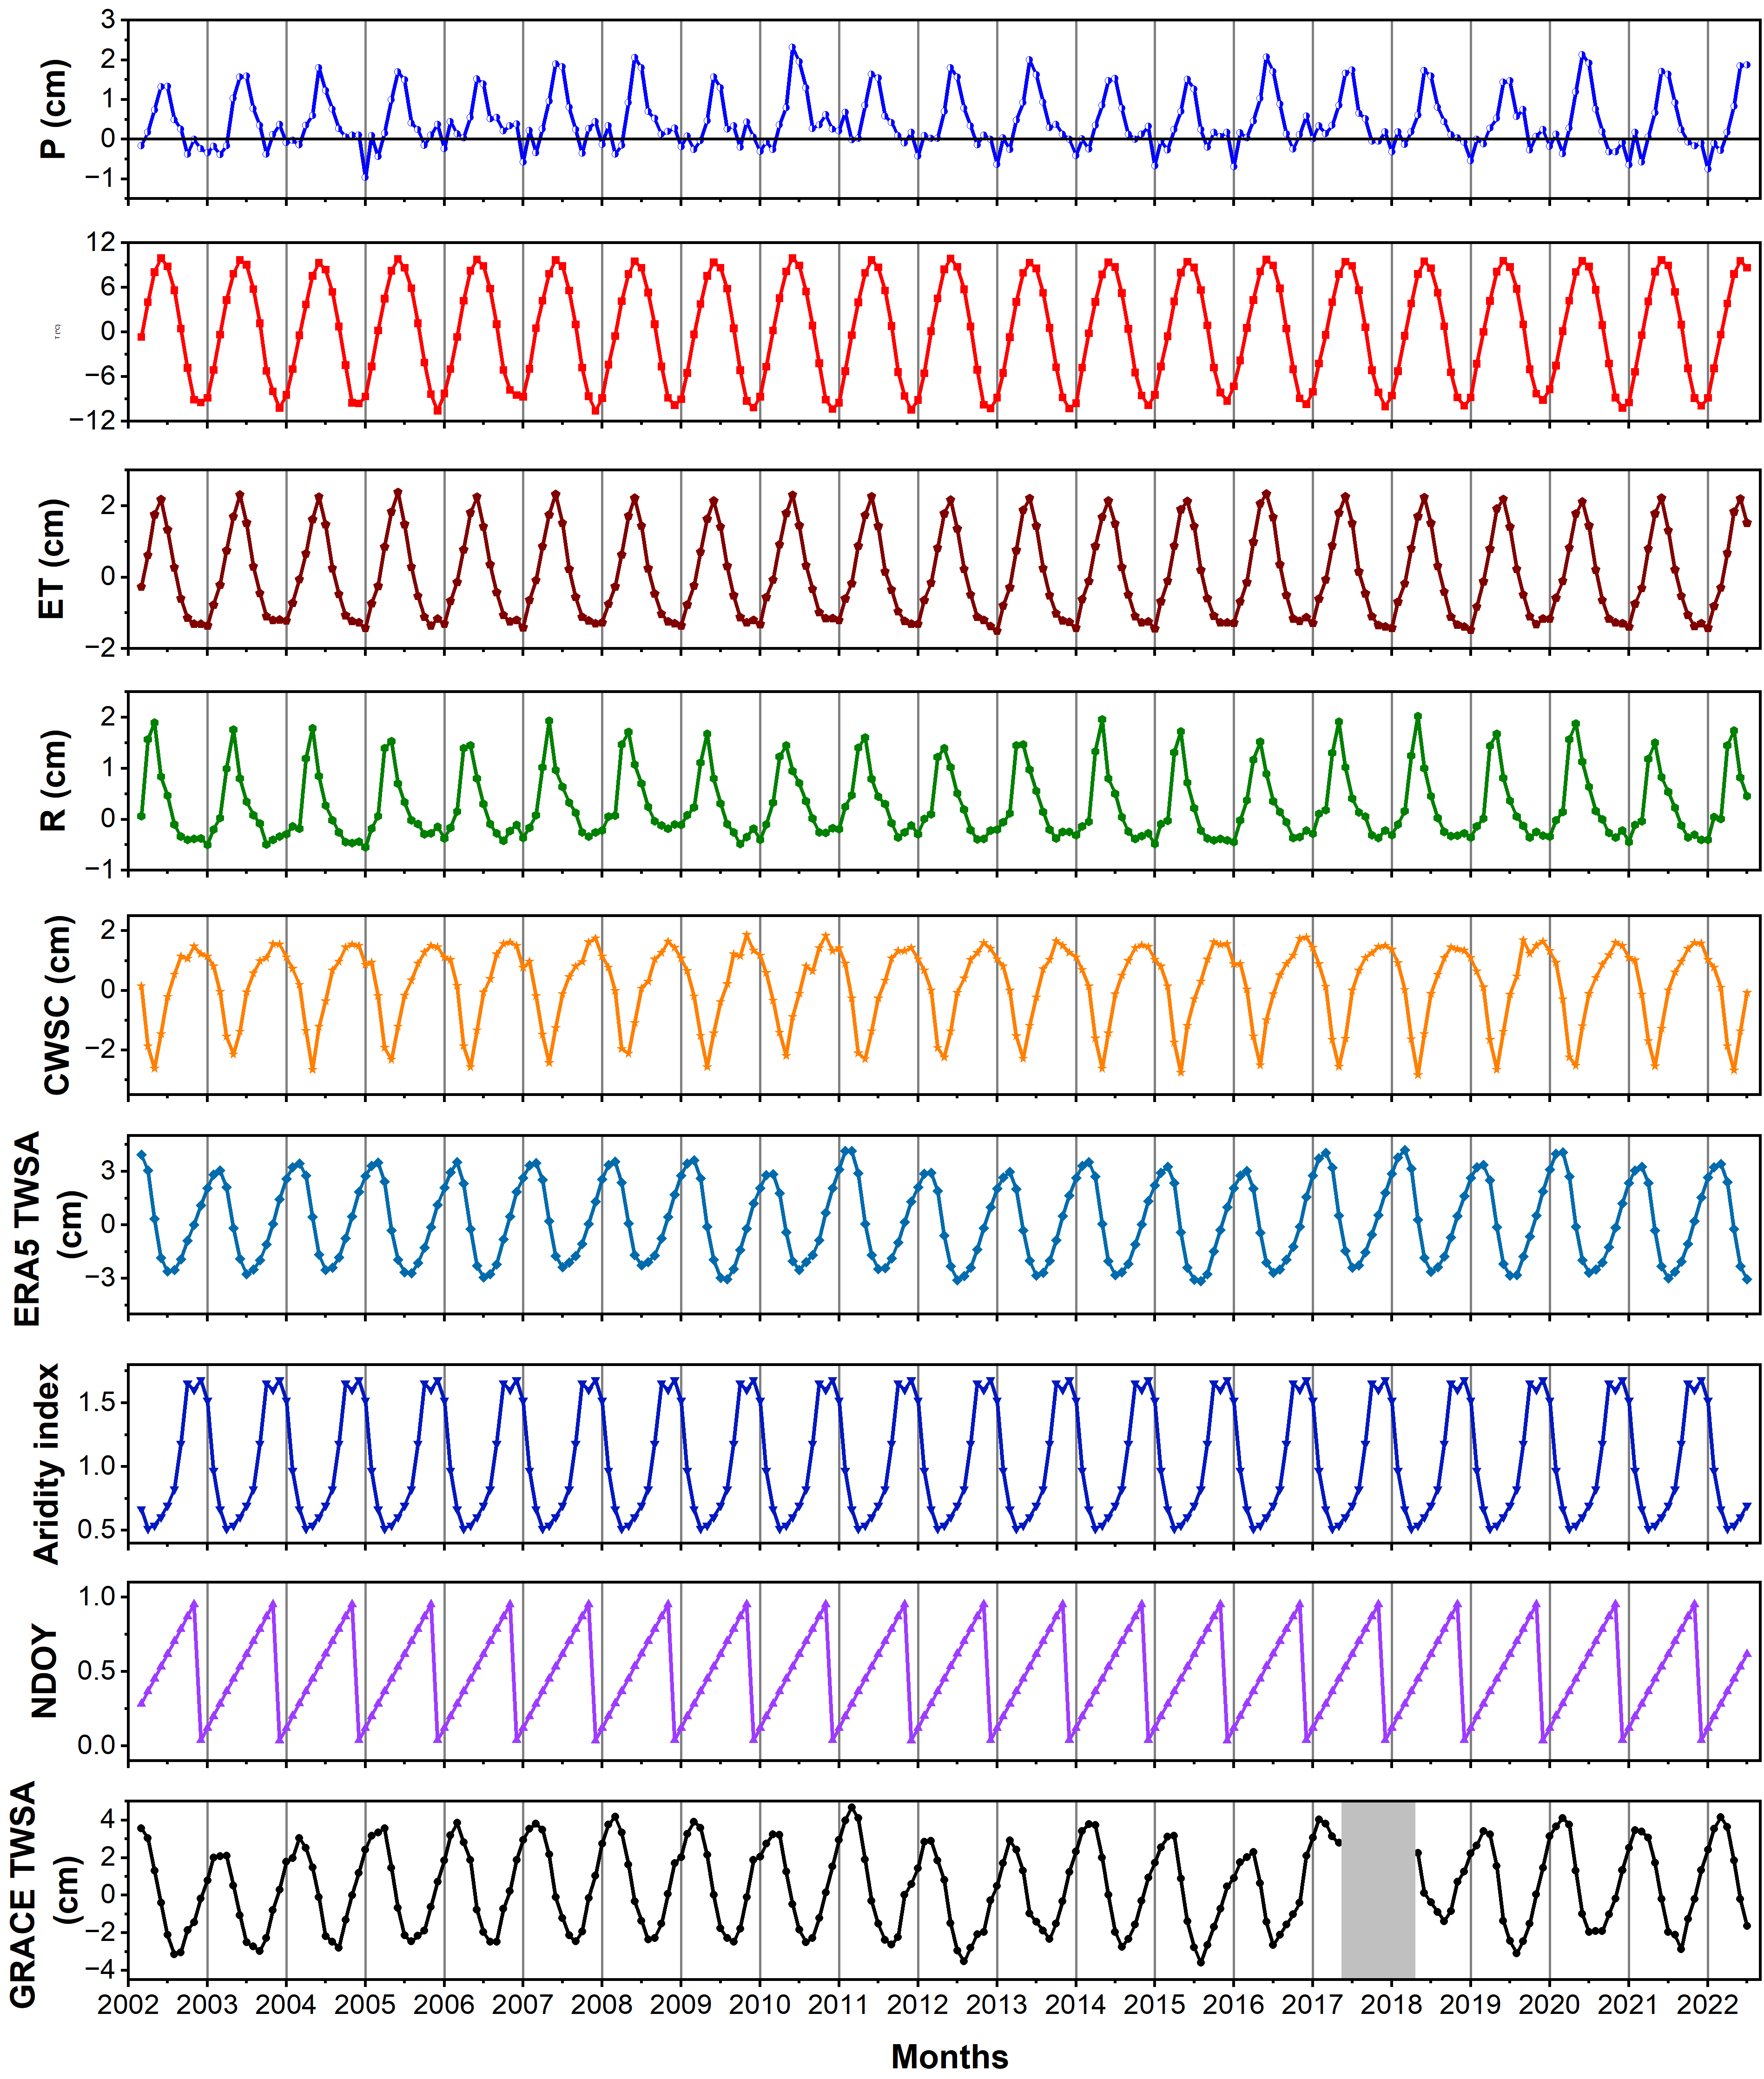 P (cm)
3
2
1
0
−1
12
6
0
−6
−12
ET (cm)
2
0
−2
R (cm)
2
1
0
−1
CWSC (cm)
2
0
−2
ERA5 TWSA
(cm)
3
0
−3
Aridity index
1.5
1.0
0.5
NDOY
1.0
0.5
0.0
GRACE TWSA
(cm)
4
2
0
−2
−4
2002 2003 2004 2005 2006 2007 2008 2009 2010 2011 2012 2013 2014 2015 2016 2017 2018 2019 2020 2021 2022
Months